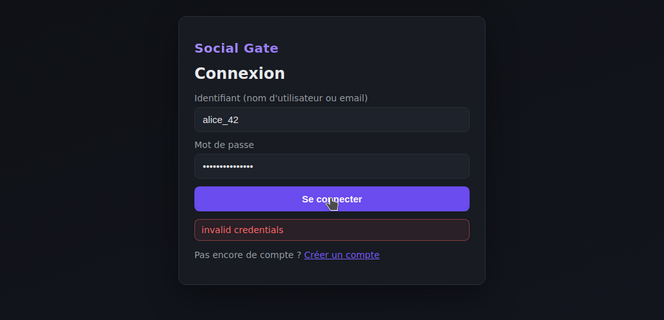 Social Gate
Connexion
Identifiant (nom d'utilisateur ou email)
alice_42
Mot de passe
•••••••••••••••
Se connecter
invalid credentials
Pas encore de compte ? Créer un compte